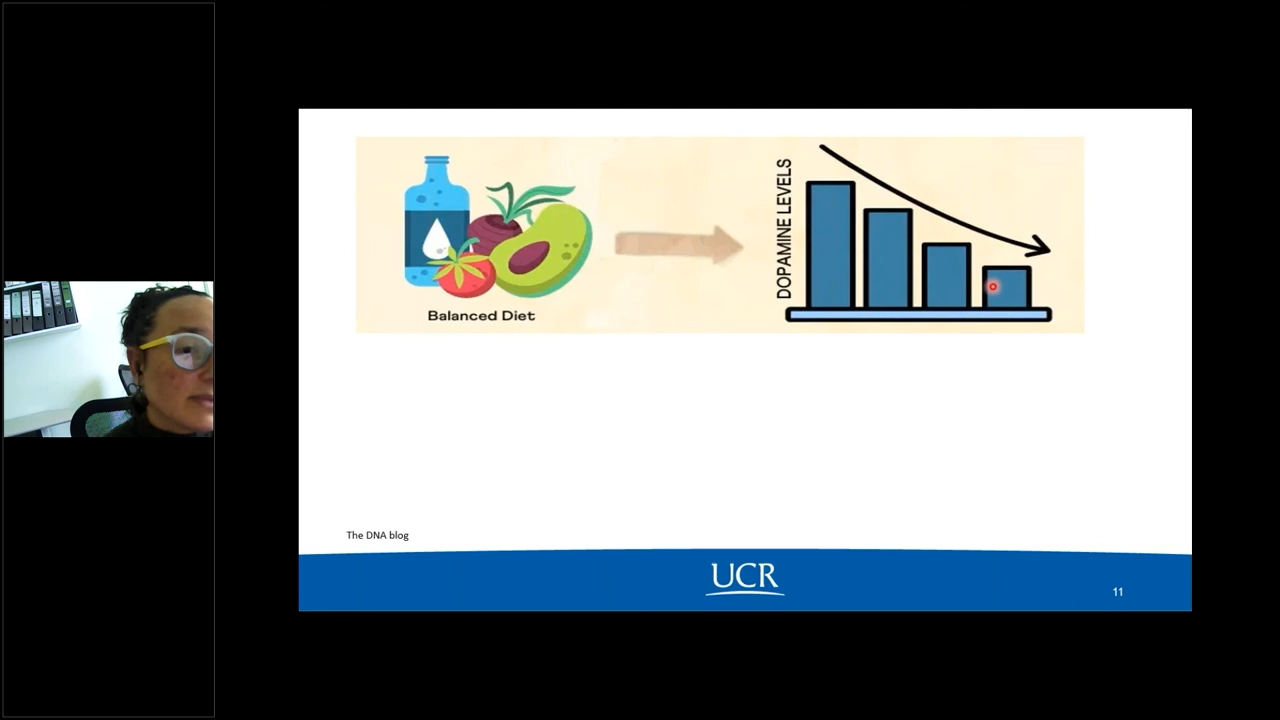 DOPAMINE LEVELS
Balanced Diet
The DNA blog
UCR
11